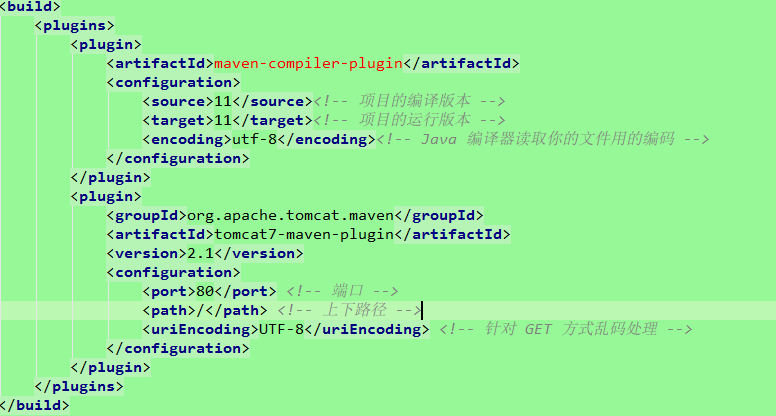 <build>
<plugins>
<plugin>
<artifactId>maven-compiler-plugin</artifactId>
<configuration>
<source>11</source><!-- 项目的编译版本 -->
<target>11</target><!-- 项目的运行版本 -->
<encoding>utf-8</encoding><!-- Java 编译器读取你的文件用的编码 -->
</configuration>
</plugin>
<plugin>
<groupId>org.apache.tomcat.maven</groupId>
<artifactId>tomcat7-maven-plugin</artifactId>
<version>2.1</version>
<configuration>
<port>80</port> <!-- 端口 -->
<path>/</path> <!-- 上下路径 -->
<uriEncoding>UTF-8</uriEncoding> <!-- 针对 GET 方式乱码处理 -->
</configuration>
</plugin>
</plugins>
</build>